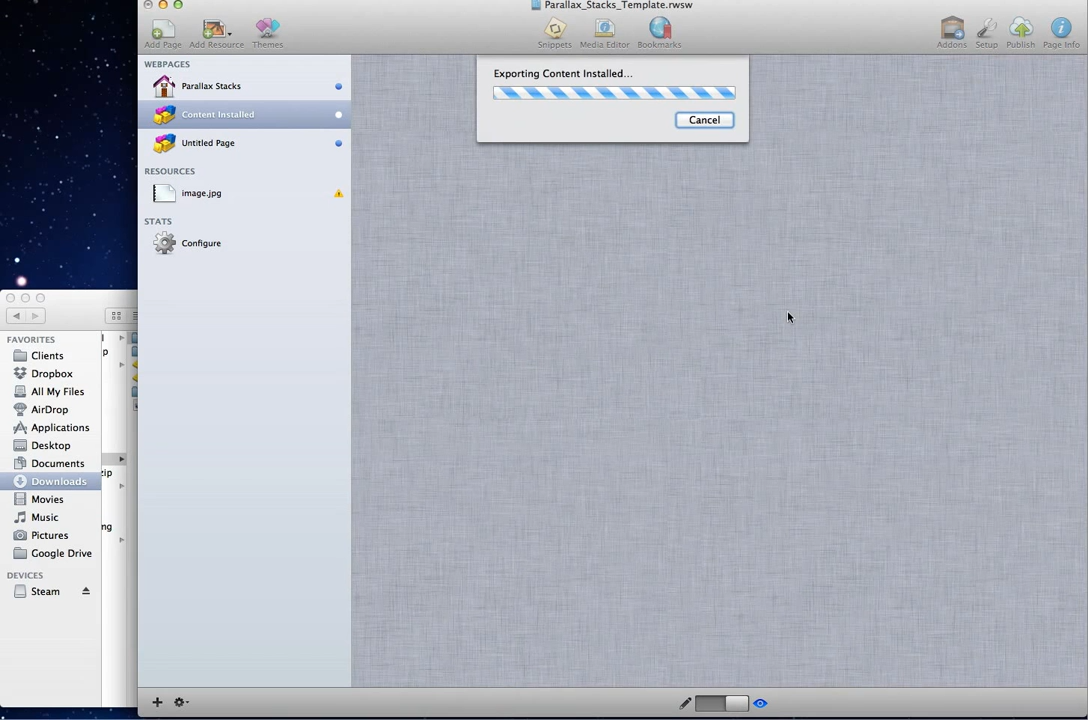 Parallax_Stacks_Template.rwsw
Add Page
Add Resource
Themes
Snippets
Media Editor
Bookmarks
Addons
Setup
Publish
Page Info
WEBPAGES
Parallax Stacks
Content Installed
Untitled Page
RESOURCES
image.jpg
STATS
Configure
Exporting Content Installed...
Cancel
FAVORITES
Clients
Dropbox
All My Files
AirDrop
Applications
Desktop
Documents
Downloads
Movies
Music
Pictures
Google Drive
DEVICES
Steam
l
p
zip
ng